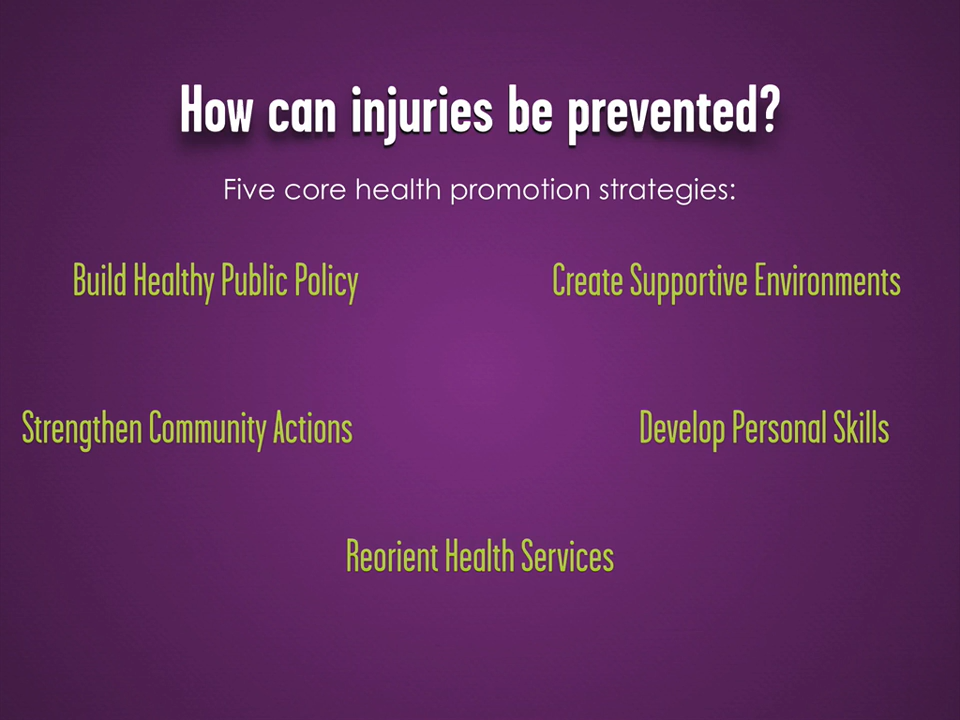 How can injuries be prevented?
Five core health promotion strategies:
Build Healthy Public Policy
Create Supportive Environments
Strengthen Community Actions
Develop Personal Skills
Reorient Health Services